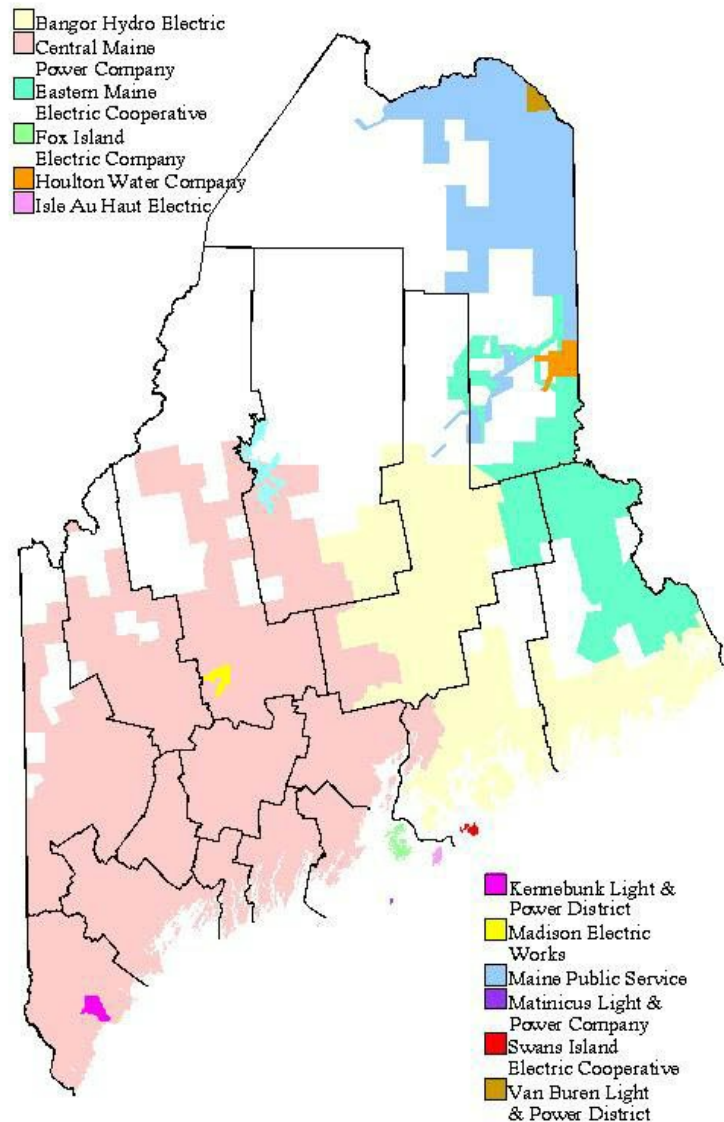 Bangor Hydro Electric
Central Maine
Power Company
Eastern Maine
Electric Cooperative
Fox Island
Electric Company
Houlton Water Company
Isle Au Haut Electric
Kennebunk Light &
Power District
Madison Electric
Works
Maine Public Service
Matinicus Light &
Power Company
Swans Island
Electric Cooperative
Van Buren Light
& Power District